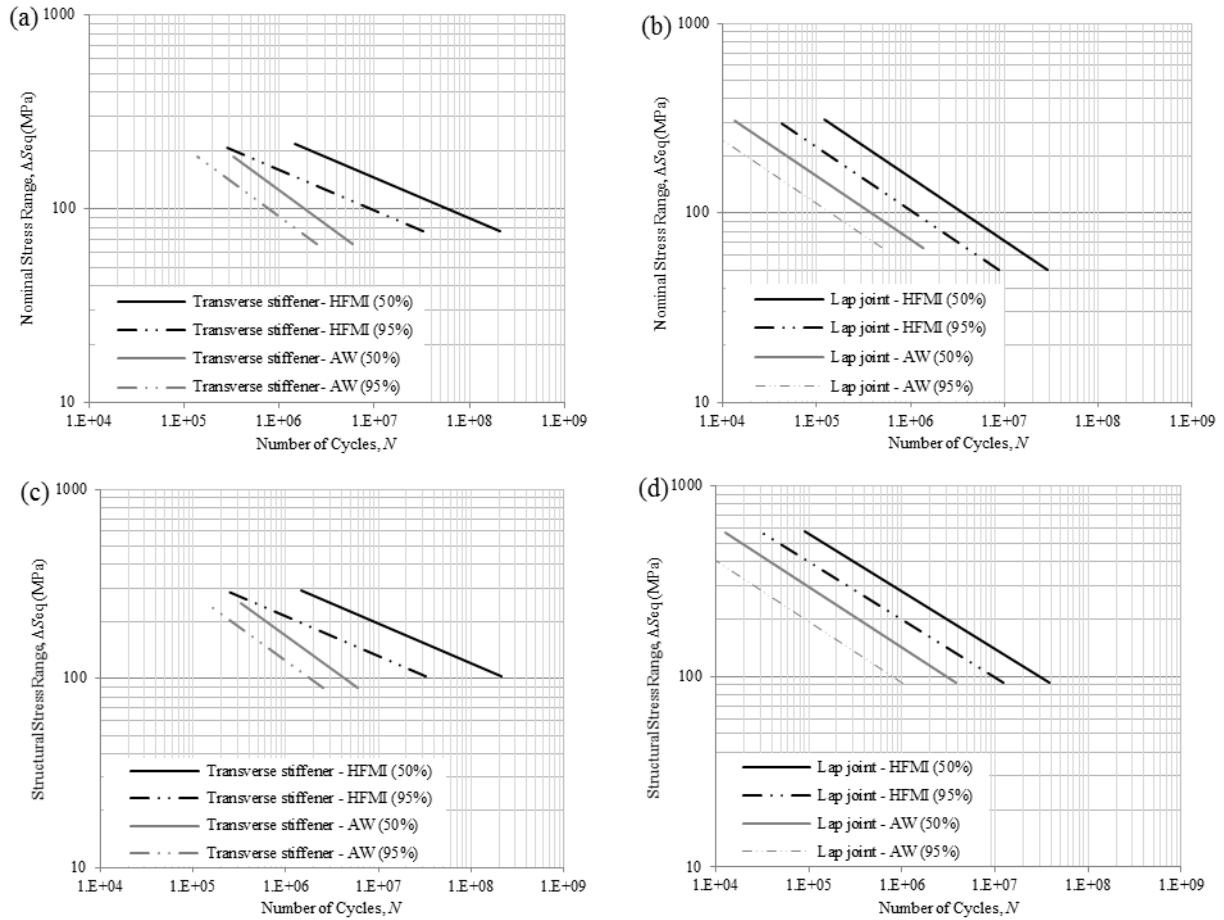 (a)
1000
100
10
Nominal Stress Range, ΔSeq (MPa)
Transverse stiffener- HFMI (50%)
Transverse stiffener- HFMI (95%)
Transverse stiffener- AW (50%)
Transverse stiffener- AW (95%)
1.E+04 1.E+05 1.E+06 1.E+07 1.E+08 1.E+09
Number of Cycles, N
(b)
1000
100
10
Nominal Stress Range, ΔSeq (MPa)
Lap joint - HFMI (50%)
Lap joint - HFMI (95%)
Lap joint - AW (50%)
Lap joint - AW (95%)
1.E+04 1.E+05 1.E+06 1.E+07 1.E+08 1.E+09
Number of Cycles, N
(c)
1000
100
10
Structural Stress Range, ΔSeq (MPa)
Transverse stiffener - HFMI (50%)
Transverse stiffener - HFMI (95%)
Transverse stiffener - AW (50%)
Transverse stiffener - AW (95%)
1.E+04 1.E+05 1.E+06 1.E+07 1.E+08 1.E+09
Number of Cycles, N
(d)
1000
100
10
Structural Stress Range, ΔSeq (MPa)
Lap joint - HFMI (50%)
Lap joint - HFMI (95%)
Lap joint - AW (50%)
Lap joint - AW (95%)
1.E+04 1.E+05 1.E+06 1.E+07 1.E+08 1.E+09
Number of Cycles, N